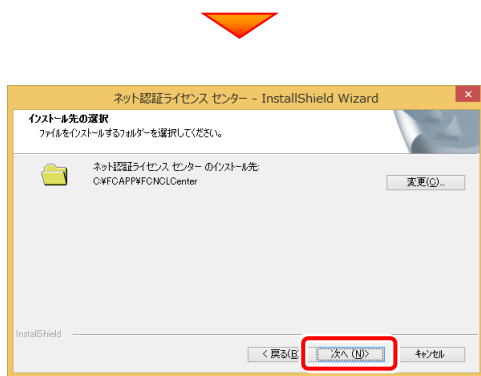 ネット認証ライセンス センター - InstallShield Wizard
インストール先の選択
ファイルをインストールするフォルダーを選択してください。
ネット認証ライセンス センター のインストール先:
C:¥FCAPP¥FCNCLCenter
変更(C)...
InstallShield
< 戻る(B)
次へ (N)>
キャンセル